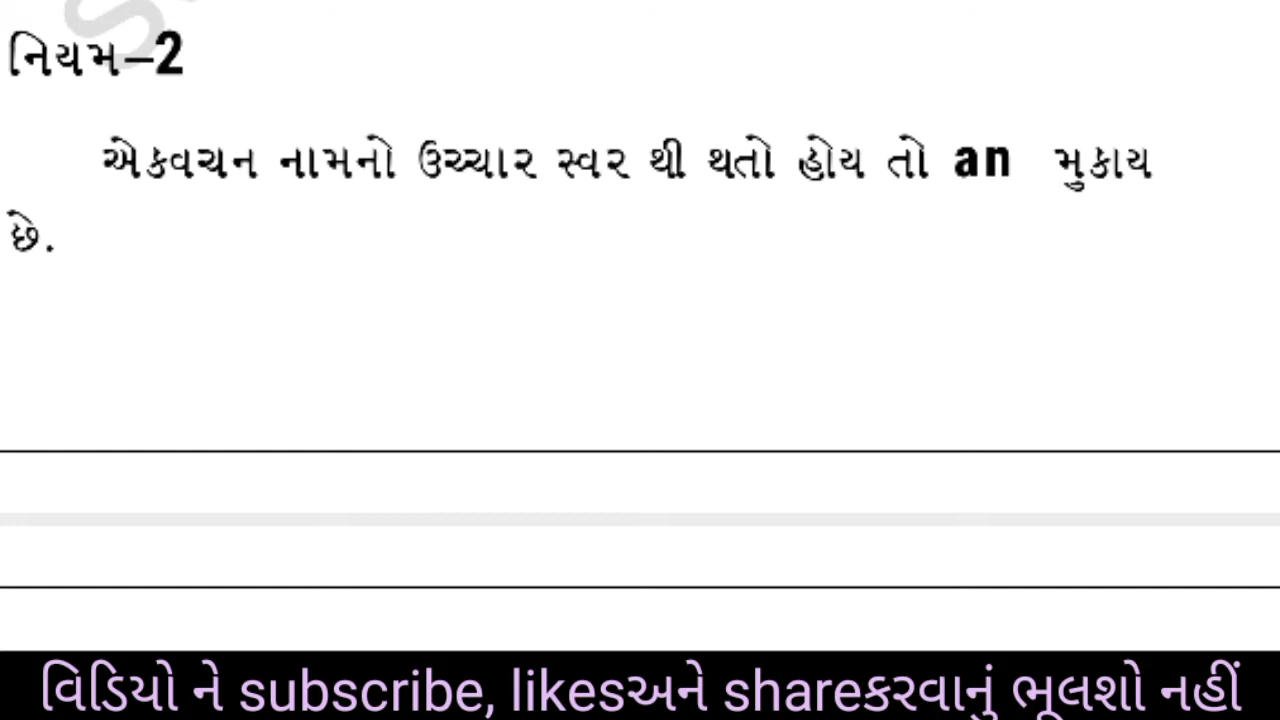 નિયમ–2
એકવચન નામનો ઉચ્ચાર સ્વર થી થતો હોય તો an મુકાય
છે.
વિડિયો ને subscribe, likesઅને shareકરવાનું ભૂલશો નહીં